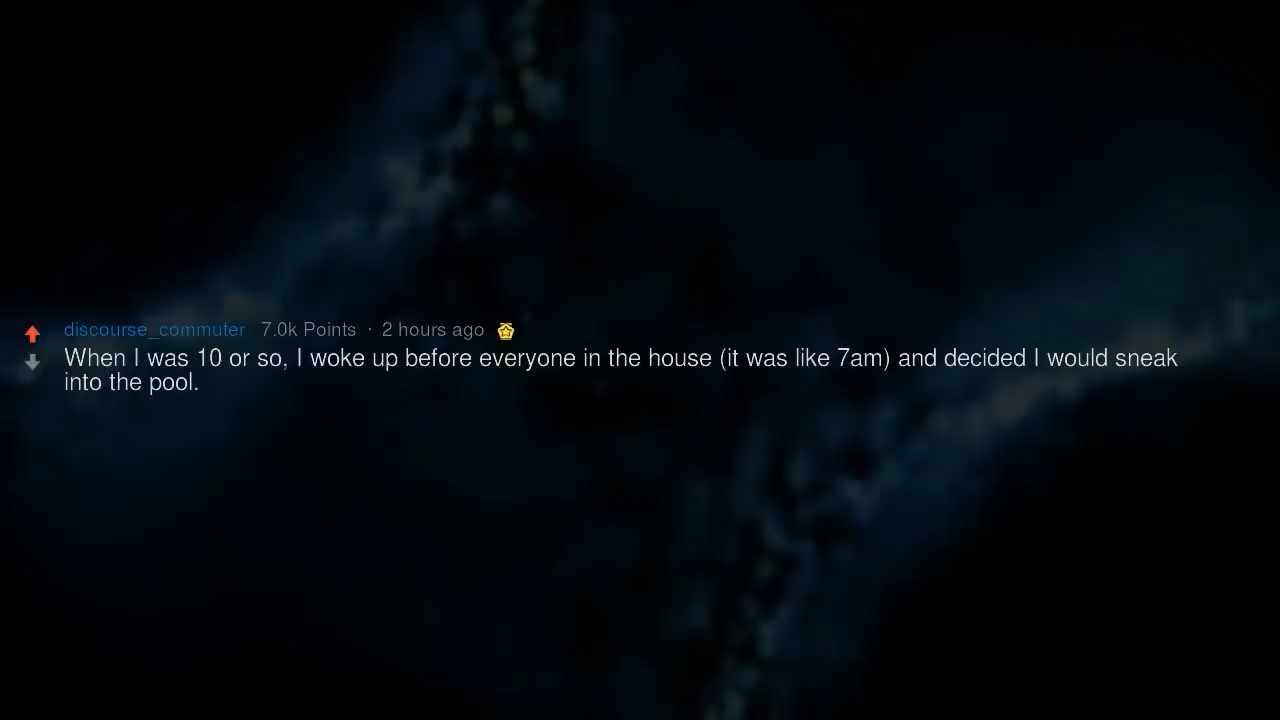 discourse_commuter 7.0k Points · 2 hours ago
When I was 10 or so, I woke up before everyone in the house (it was like 7am) and decided I would sneak
into the pool.